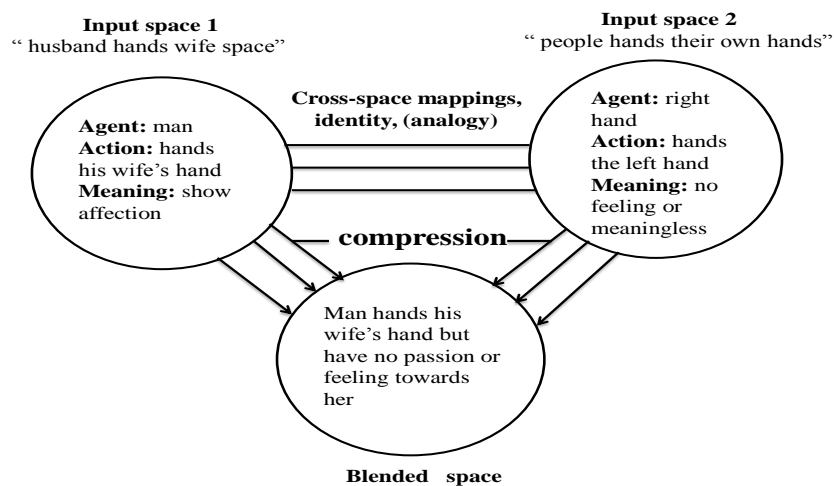 Input space 1
“ husband hands wife space”
Input space 2
“ people hands their own hands”
Cross-space mappings,
identity, (analogy)
Agent: man
Action: hands
his wife’s hand
Meaning: show
affection
Agent: right
hand
Action: hands
the left hand
Meaning: no
feeling or
meaningless
compression
Man hands his
wife’s hand but
have no passion or
feeling towards
her
Blended space